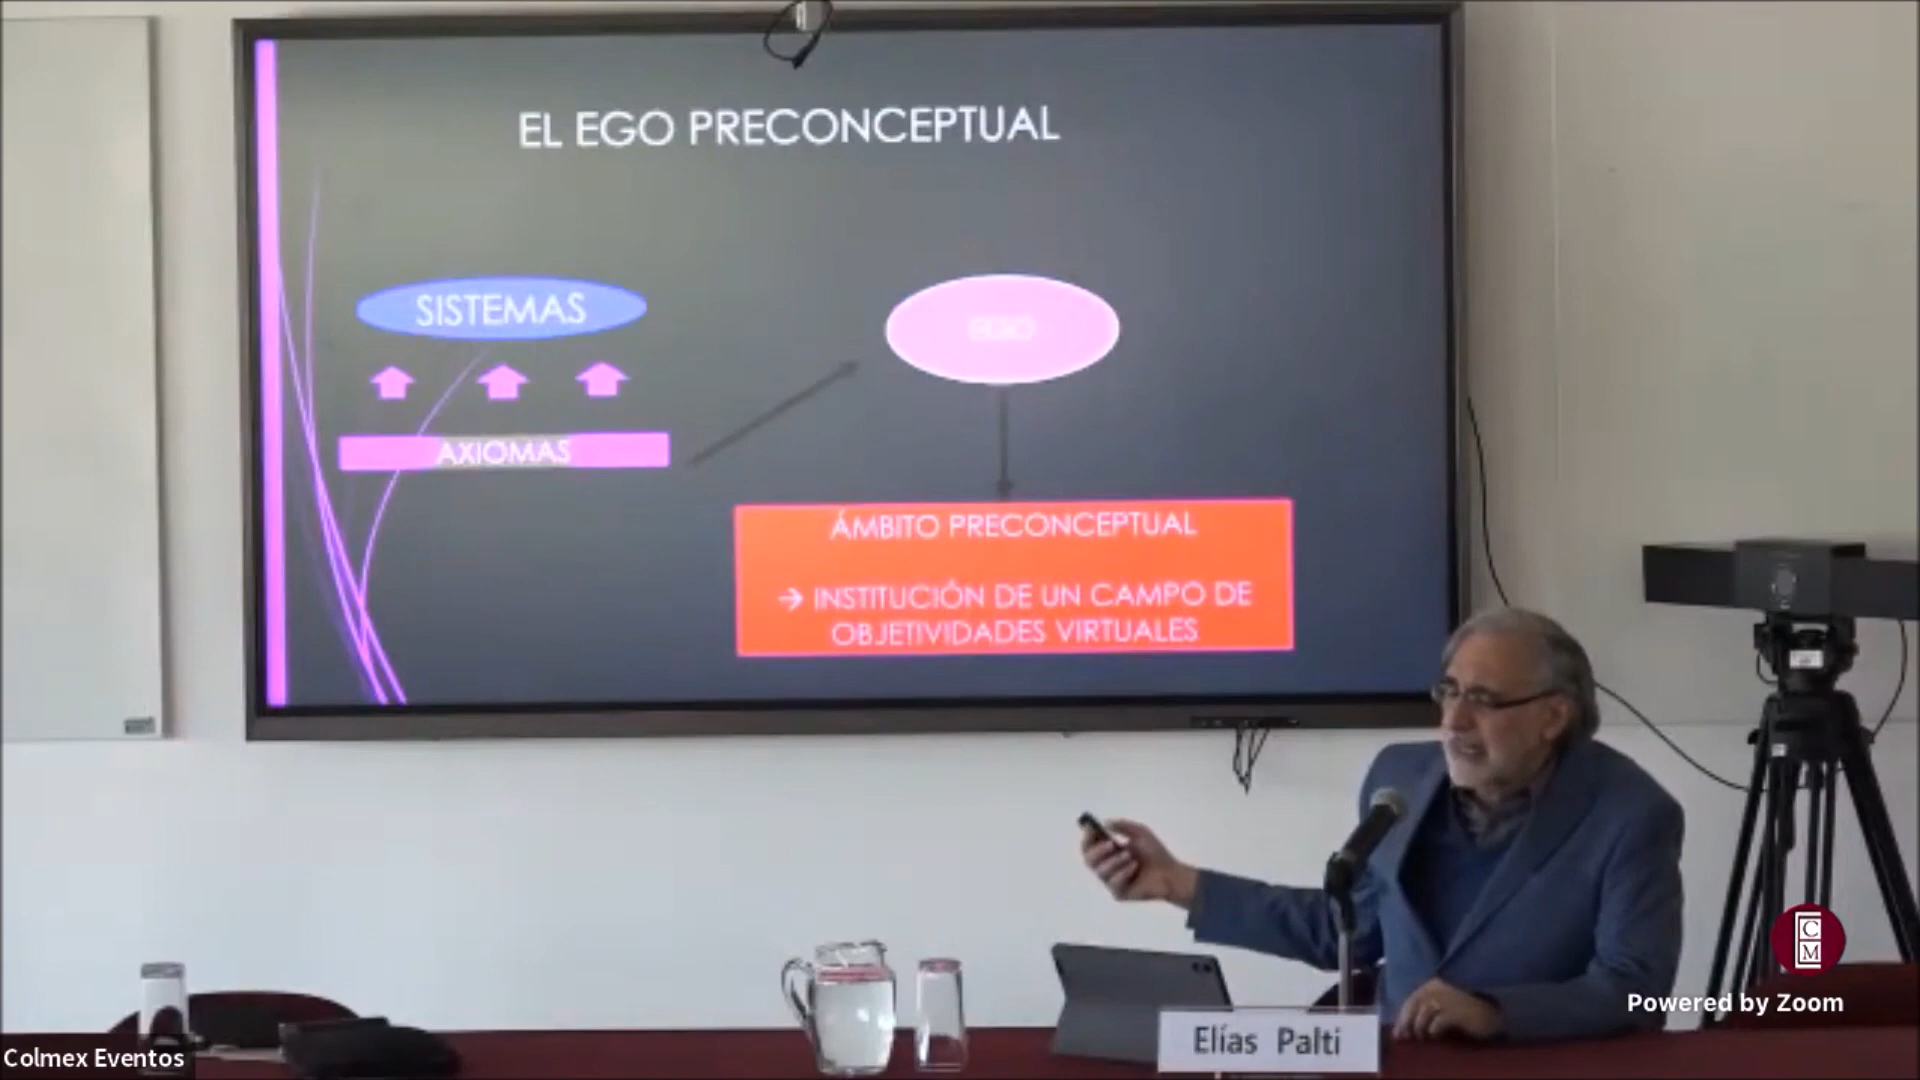 EL EGO PRECONCEPTUAL
SISTEMAS
EGO
AXIOMAS
ÁMBITO PRECONCEPTUAL
→ INSTITUCIÓN DE UN CAMPO DE
OBJETIVIDADES VIRTUALES
C
M
Powered by Zoom
Elías Palti
Colmex Eventos